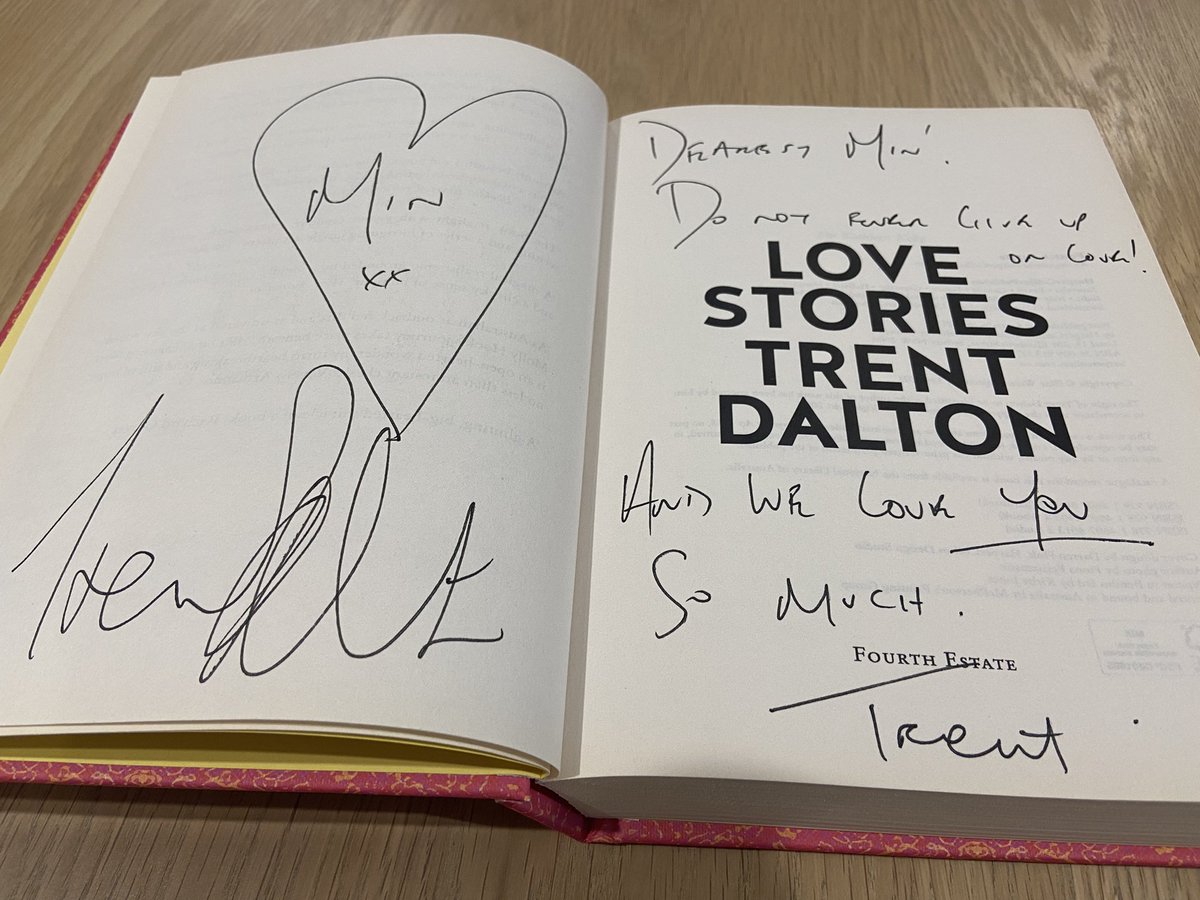 Min
xx
Trent Dalton
Dearest Min'.
Do not ever give up
on love!
LOVE
STORIES
TRENT
DALTON
And we love you
so much.
Fourth Estate
Trent